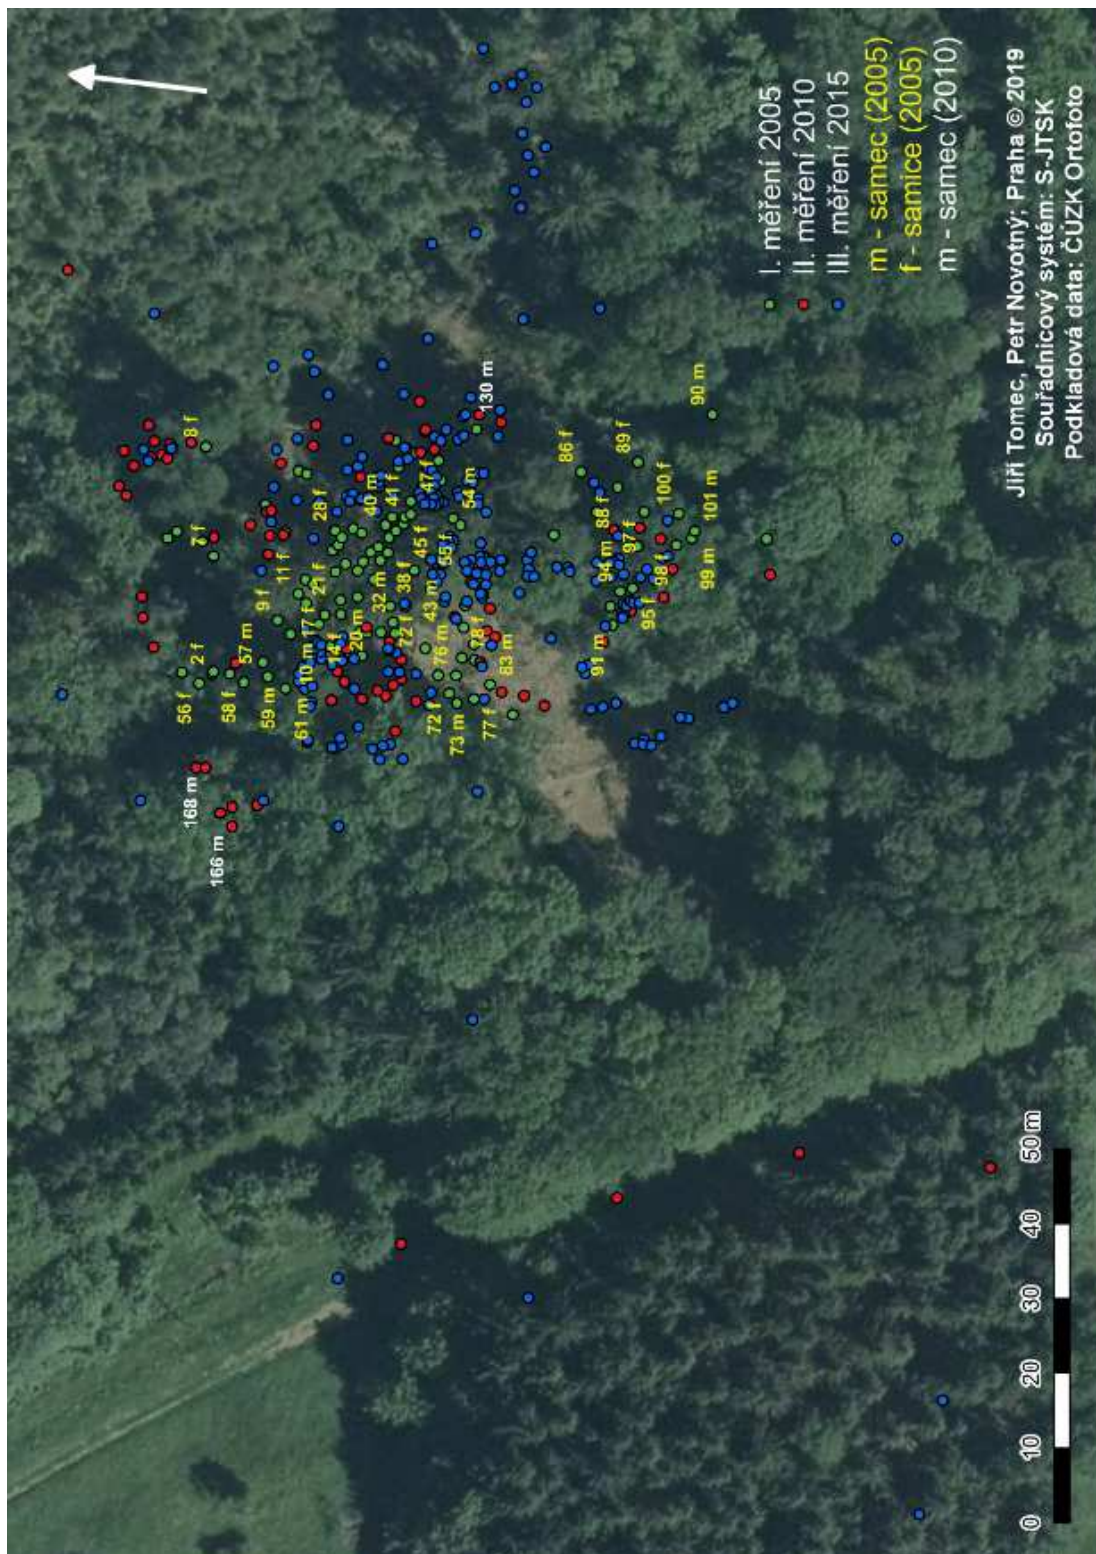 56 f
2 f
58 f
57 m
59 m
61 m
10 m
9 f
7 f
8 f
11 f
17 f
21 f
28 f
14 f
20 m
32 m
38 f
40 m
41 f
43 m
45 f
47 f
54 m
55 f
72 f
73 m
76 m
77 f
83 m
130 m
168 m
166 m
86 f
88 f
89 f
90 m
91 m
94 m
95 f
97 f
98 f
99 m
100 f
101 m
I. měření 2005
II. měření 2010
III. měření 2015
m - samec (2005)
f - samice (2005)
m - samec (2010)
Jiří Tomec, Petr Novotný; Praha © 2019
Souřadnicový systém: S-JTSK
Podkladová data: ČUZK Ortofoto
0 10 20 30 40 50 m